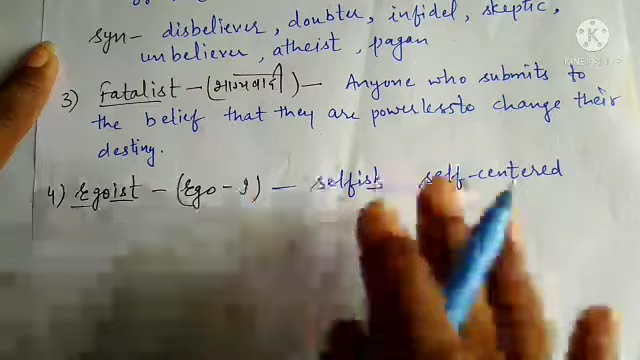 Syn- disbeliever, doubter, infidel, skeptic,
unbeliever, atheist, pagan
3) Fatalist - (भाग्यवादी) - Anyone who submits to
the belief that they are powerless to change their
destiny.
4) Egoist - (Ego - I) - selfish self-centered
KINEMASTER